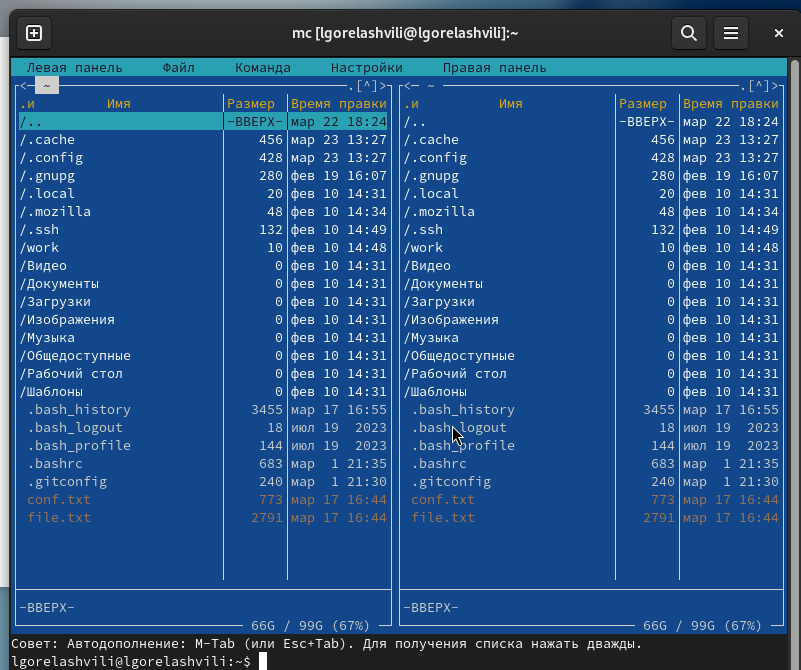 mc [lgorelashvili@lgorelashvili]:~
Левая панель Файл Команда Настройки Правая панель
<─ ~ .[^]> <─ ~ .[^]>
.и Имя Размер Время правки .и Имя Размер Время правки
/.. -ВВЕРХ- мар 22 18:24 /.. -ВВЕРХ- мар 22 18:24
/.cache 456 мар 23 13:27 /.cache 456 мар 23 13:27
/.config 428 мар 23 13:27 /.config 428 мар 23 13:27
/.gnupg 280 фев 19 16:07 /.gnupg 280 фев 19 16:07
/.local 20 фев 10 14:31 /.local 20 фев 10 14:31
/.mozilla 48 фев 10 14:34 /.mozilla 48 фев 10 14:34
/.ssh 132 фев 10 14:49 /.ssh 132 фев 10 14:49
/work 10 фев 10 14:48 /work 10 фев 10 14:48
/Видео 0 фев 10 14:31 /Видео 0 фев 10 14:31
/Документы 0 фев 10 14:31 /Документы 0 фев 10 14:31
/Загрузки 0 фев 10 14:31 /Загрузки 0 фев 10 14:31
/Изображения 0 фев 10 14:31 /Изображения 0 фев 10 14:31
/Музыка 0 фев 10 14:31 /Музыка 0 фев 10 14:31
/Общедоступные 0 фев 10 14:31 /Общедоступные 0 фев 10 14:31
/Рабочий стол 0 фев 10 14:31 /Рабочий стол 0 фев 10 14:31
/Шаблоны 0 фев 10 14:31 /Шаблоны 0 фев 10 14:31
.bash_history 3455 мар 17 16:55 .bash_history 3455 мар 17 16:55
.bash_logout 18 июл 19 2023 .bash_logout 18 июл 19 2023
.bash_profile 144 июл 19 2023 .bash_profile 144 июл 19 2023
.bashrc 683 мар 1 21:35 .bashrc 683 мар 1 21:35
.gitconfig 240 мар 1 21:30 .gitconfig 240 мар 1 21:30
conf.txt 773 мар 17 16:44 conf.txt 773 мар 17 16:44
file.txt 2791 мар 17 16:44 file.txt 2791 мар 17 16:44
-ВВЕРХ- -ВВЕРХ-
66G / 99G (67%) 66G / 99G (67%)
Совет: Автодополнение: M-Tab (или Esc+Tab). Для получения списка нажать дважды.
lgorelashvili@lgorelashvili:~$